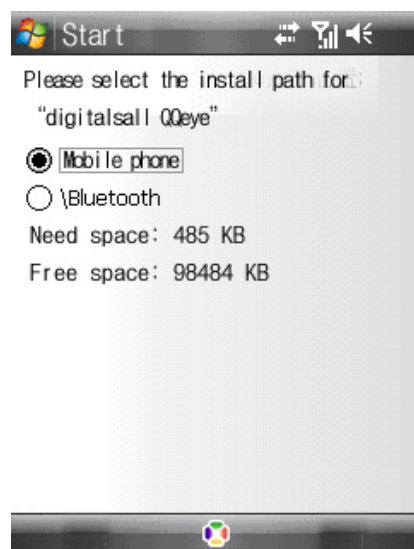 Start
Please select the install path for:
“digitalsall QQeye”
Mobile phone
\Bluetooth
Need space: 485 KB
Free space: 98484 KB